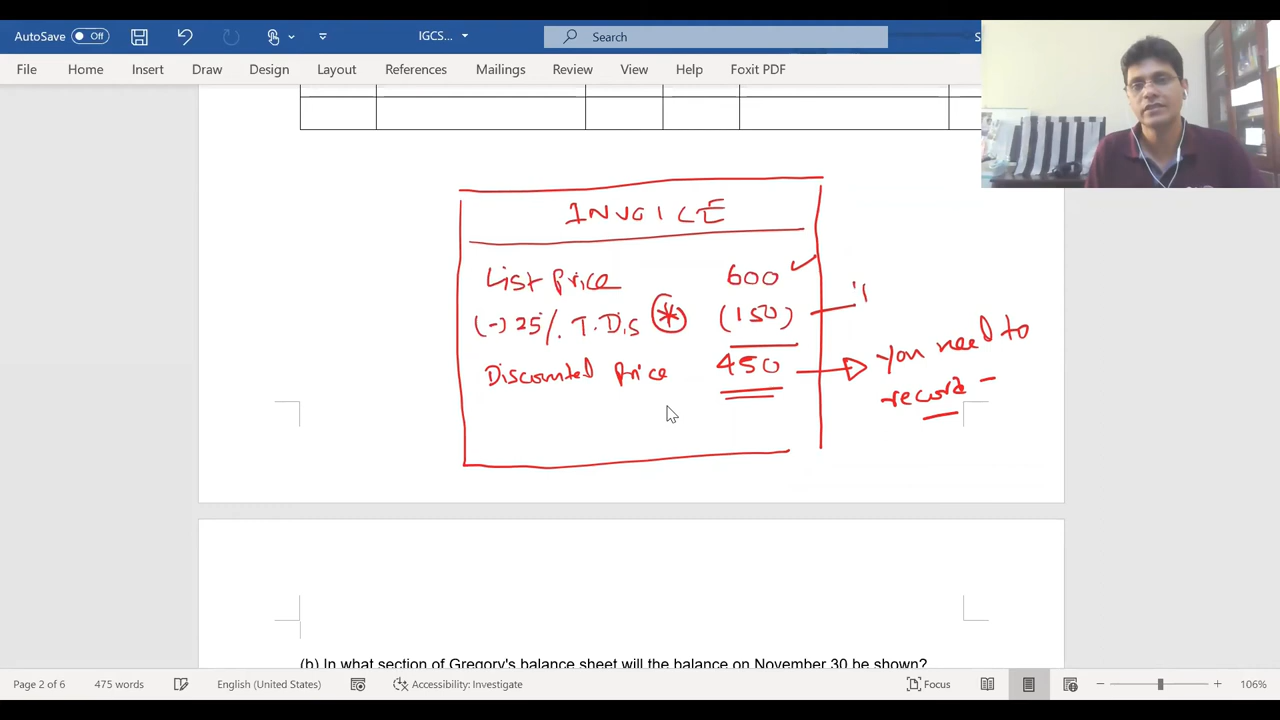 AutoSave Off IGCS... Search S
File Home Insert Draw Design Layout References Mailings Review View Help Foxit PDF
INVOICE
List Price 600
(-) 25% T.Dis * (150)
Discounted Price 450
You need to
record -
(b) In what section of Gregory's balance sheet will the balance on November 30 be shown?
Page 2 of 6 475 words English (United States) Accessibility: Investigate Focus 106%